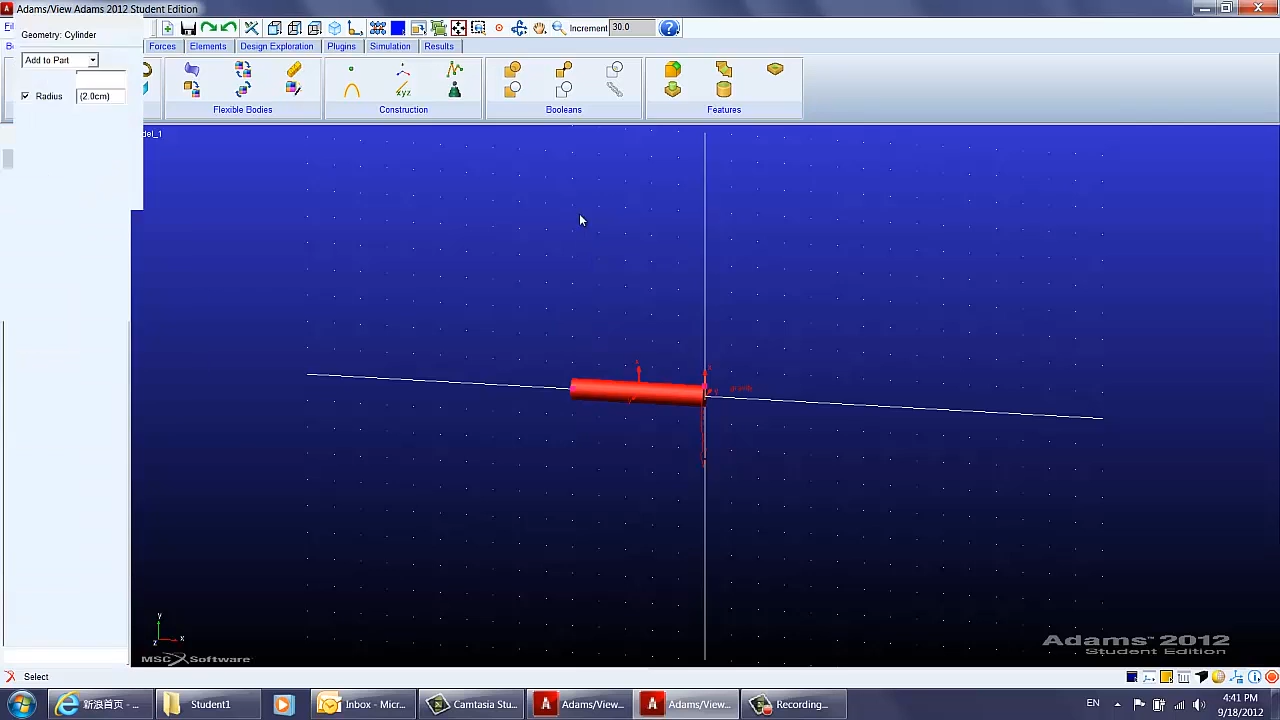 Adams/View Adams 2012 Student Edition
Geometry: Cylinder
Increment 30.0
Forces Elements Design Exploration Plugins Simulation Results
Add to Part
Radius (2.0cm)
Flexible Bodies Construction Booleans Features
del_1
y
z x
MSC Software
Adams 2012
Student Edition
Select
新浪首页 - ...
Student1
Inbox - Micr...
Camtasia Stu...
Adams/View...
Adams/View...
Recording...
EN
4:41 PM
9/18/2012